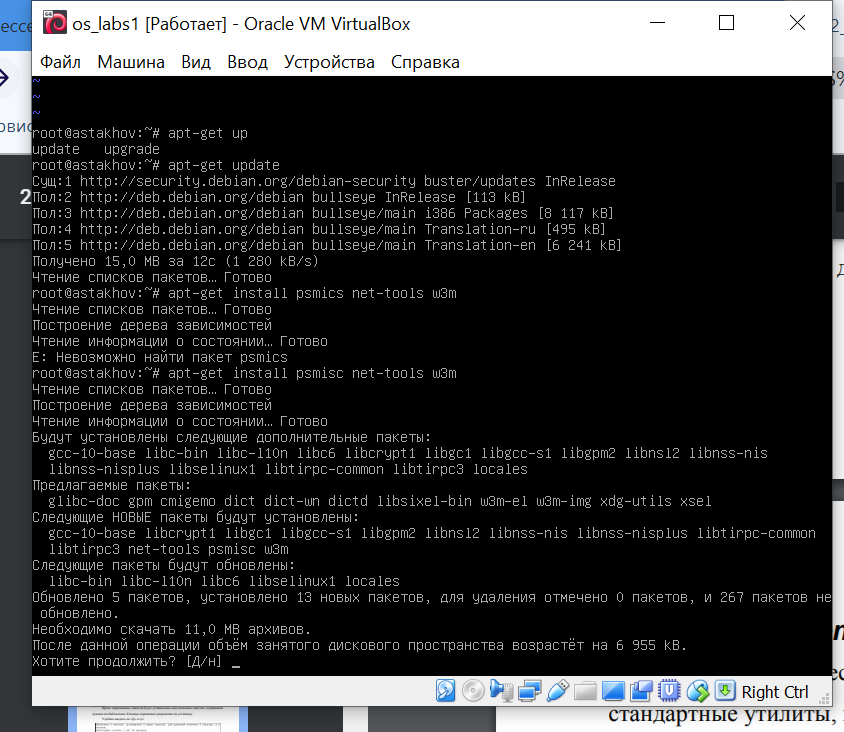 ессе
рвис
2
os_labs1 [Работает] - Oracle VM VirtualBox
Файл Машина Вид Ввод Устройства Справка
~
~
~
root@astakhov:~# apt-get up
update upgrade
root@astakhov:~# apt-get update
Сущ:1 http://security.debian.org/debian-security buster/updates InRelease
Пол:2 http://deb.debian.org/debian bullseye InRelease [113 kB]
Пол:3 http://deb.debian.org/debian bullseye/main i386 Packages [8 117 kB]
Пол:4 http://deb.debian.org/debian bullseye/main Translation-ru [495 kB]
Пол:5 http://deb.debian.org/debian bullseye/main Translation-en [6 241 kB]
Получено 15,0 MB за 12с (1 280 kB/s)
Чтение списков пакетов… Готово
root@astakhov:~# apt-get install psmics net-tools w3m
Чтение списков пакетов… Готово
Построение дерева зависимостей
Чтение информации о состоянии… Готово
E: Невозможно найти пакет psmics
root@astakhov:~# apt-get install psmisc net-tools w3m
Чтение списков пакетов… Готово
Построение дерева зависимостей
Чтение информации о состоянии… Готово
Будут установлены следующие дополнительные пакеты:
gcc-10-base libc-bin libc-l10n libc6 libcrypt1 libgc1 libgcc-s1 libgpm2 libnsl2 libnss-nis
libnss-nisplus libselinux1 libtirpc-common libtirpc3 locales
Предлагаемые пакеты:
glibc-doc gpm cmigemo dict dict-wn dictd libsixel-bin w3m-el w3m-img xdg-utils xsel
Следующие НОВЫЕ пакеты будут установлены:
gcc-10-base libcrypt1 libgc1 libgcc-s1 libgpm2 libnsl2 libnss-nis libnss-nisplus libtirpc-common
libtirpc3 net-tools psmisc w3m
Следующие пакеты будут обновлены:
libc-bin libc-l10n libc6 libselinux1 locales
Обновлено 5 пакетов, установлено 13 новых пакетов, для удаления отмечено 0 пакетов, и 267 пакетов не
обновлено.
Необходимо скачать 11,0 MB архивов.
После данной операции объём занятого дискового пространства возрастёт на 6 955 kB.
Хотите продолжить? [Д/н] _
Right Ctrl
стандартные утилиты,